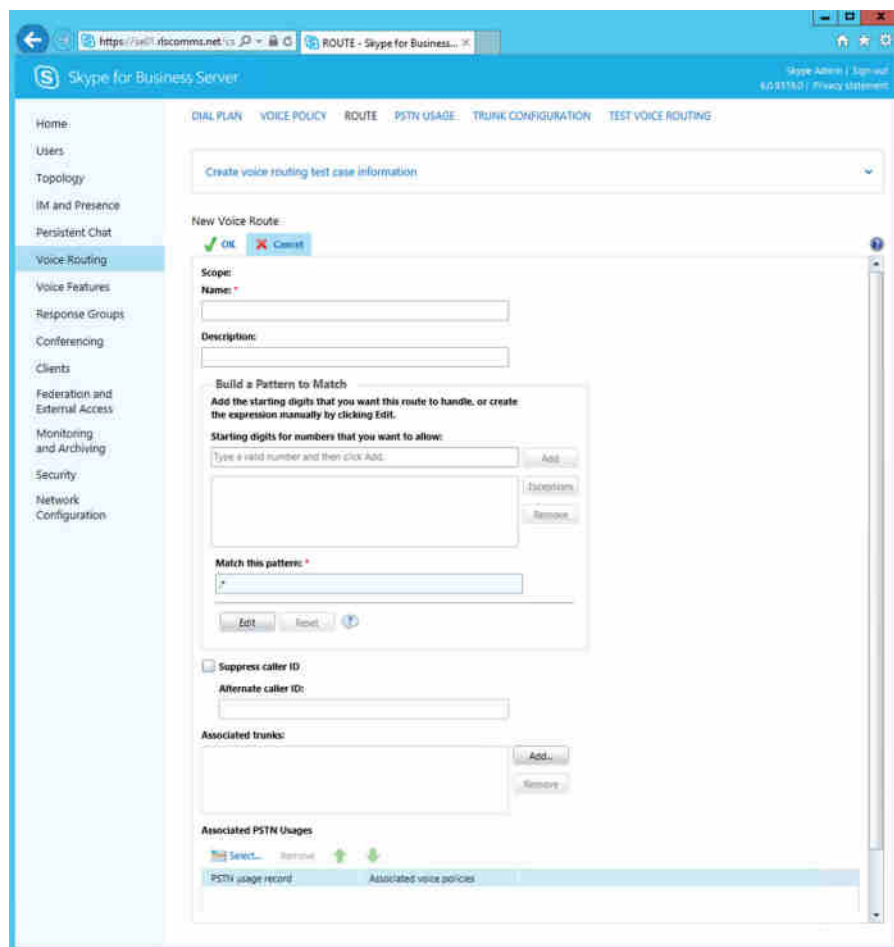 ROUTE - Skype for Business...
Skype for Business Server
Skype Admin | Sign out
Privacy statement
DIAL PLAN VOICE POLICY ROUTE PSTN USAGE TRUNK CONFIGURATION TEST VOICE ROUTING
Home
Users
Topology
IM and Presence
Persistent Chat
Voice Routing
Voice Features
Response Groups
Conferencing
Clients
Federation and
External Access
Monitoring
and Archiving
Security
Network
Configuration
Create voice routing test case information
New Voice Route
OK Cancel
Scope:
Name: *
Description:
Build a Pattern to Match
Add the starting digits that you want this route to handle, or create
the expression manually by clicking Edit.
Starting digits for numbers that you want to allow:
Type a valid number and then click Add. Add
Exceptions
Remove
Match this pattern: *
.*
Edit Reset ?
Suppress caller ID
Alternate caller ID:
Associated trunks:
Add...
Remove
Associated PSTN Usages
Select... Remove
PSTN usage record Associated voice policies